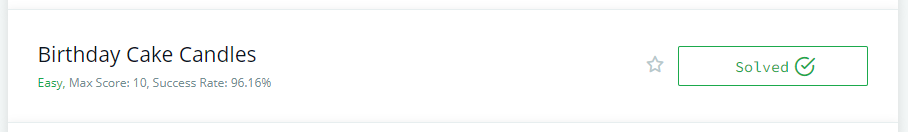 Birthday Cake Candles
Easy, Max Score: 10, Success Rate: 96.16%
Solved